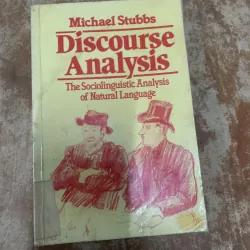 Michael Stubbs
Discourse
Analysis
The Sociolinguistic Analysis
of Natural Language